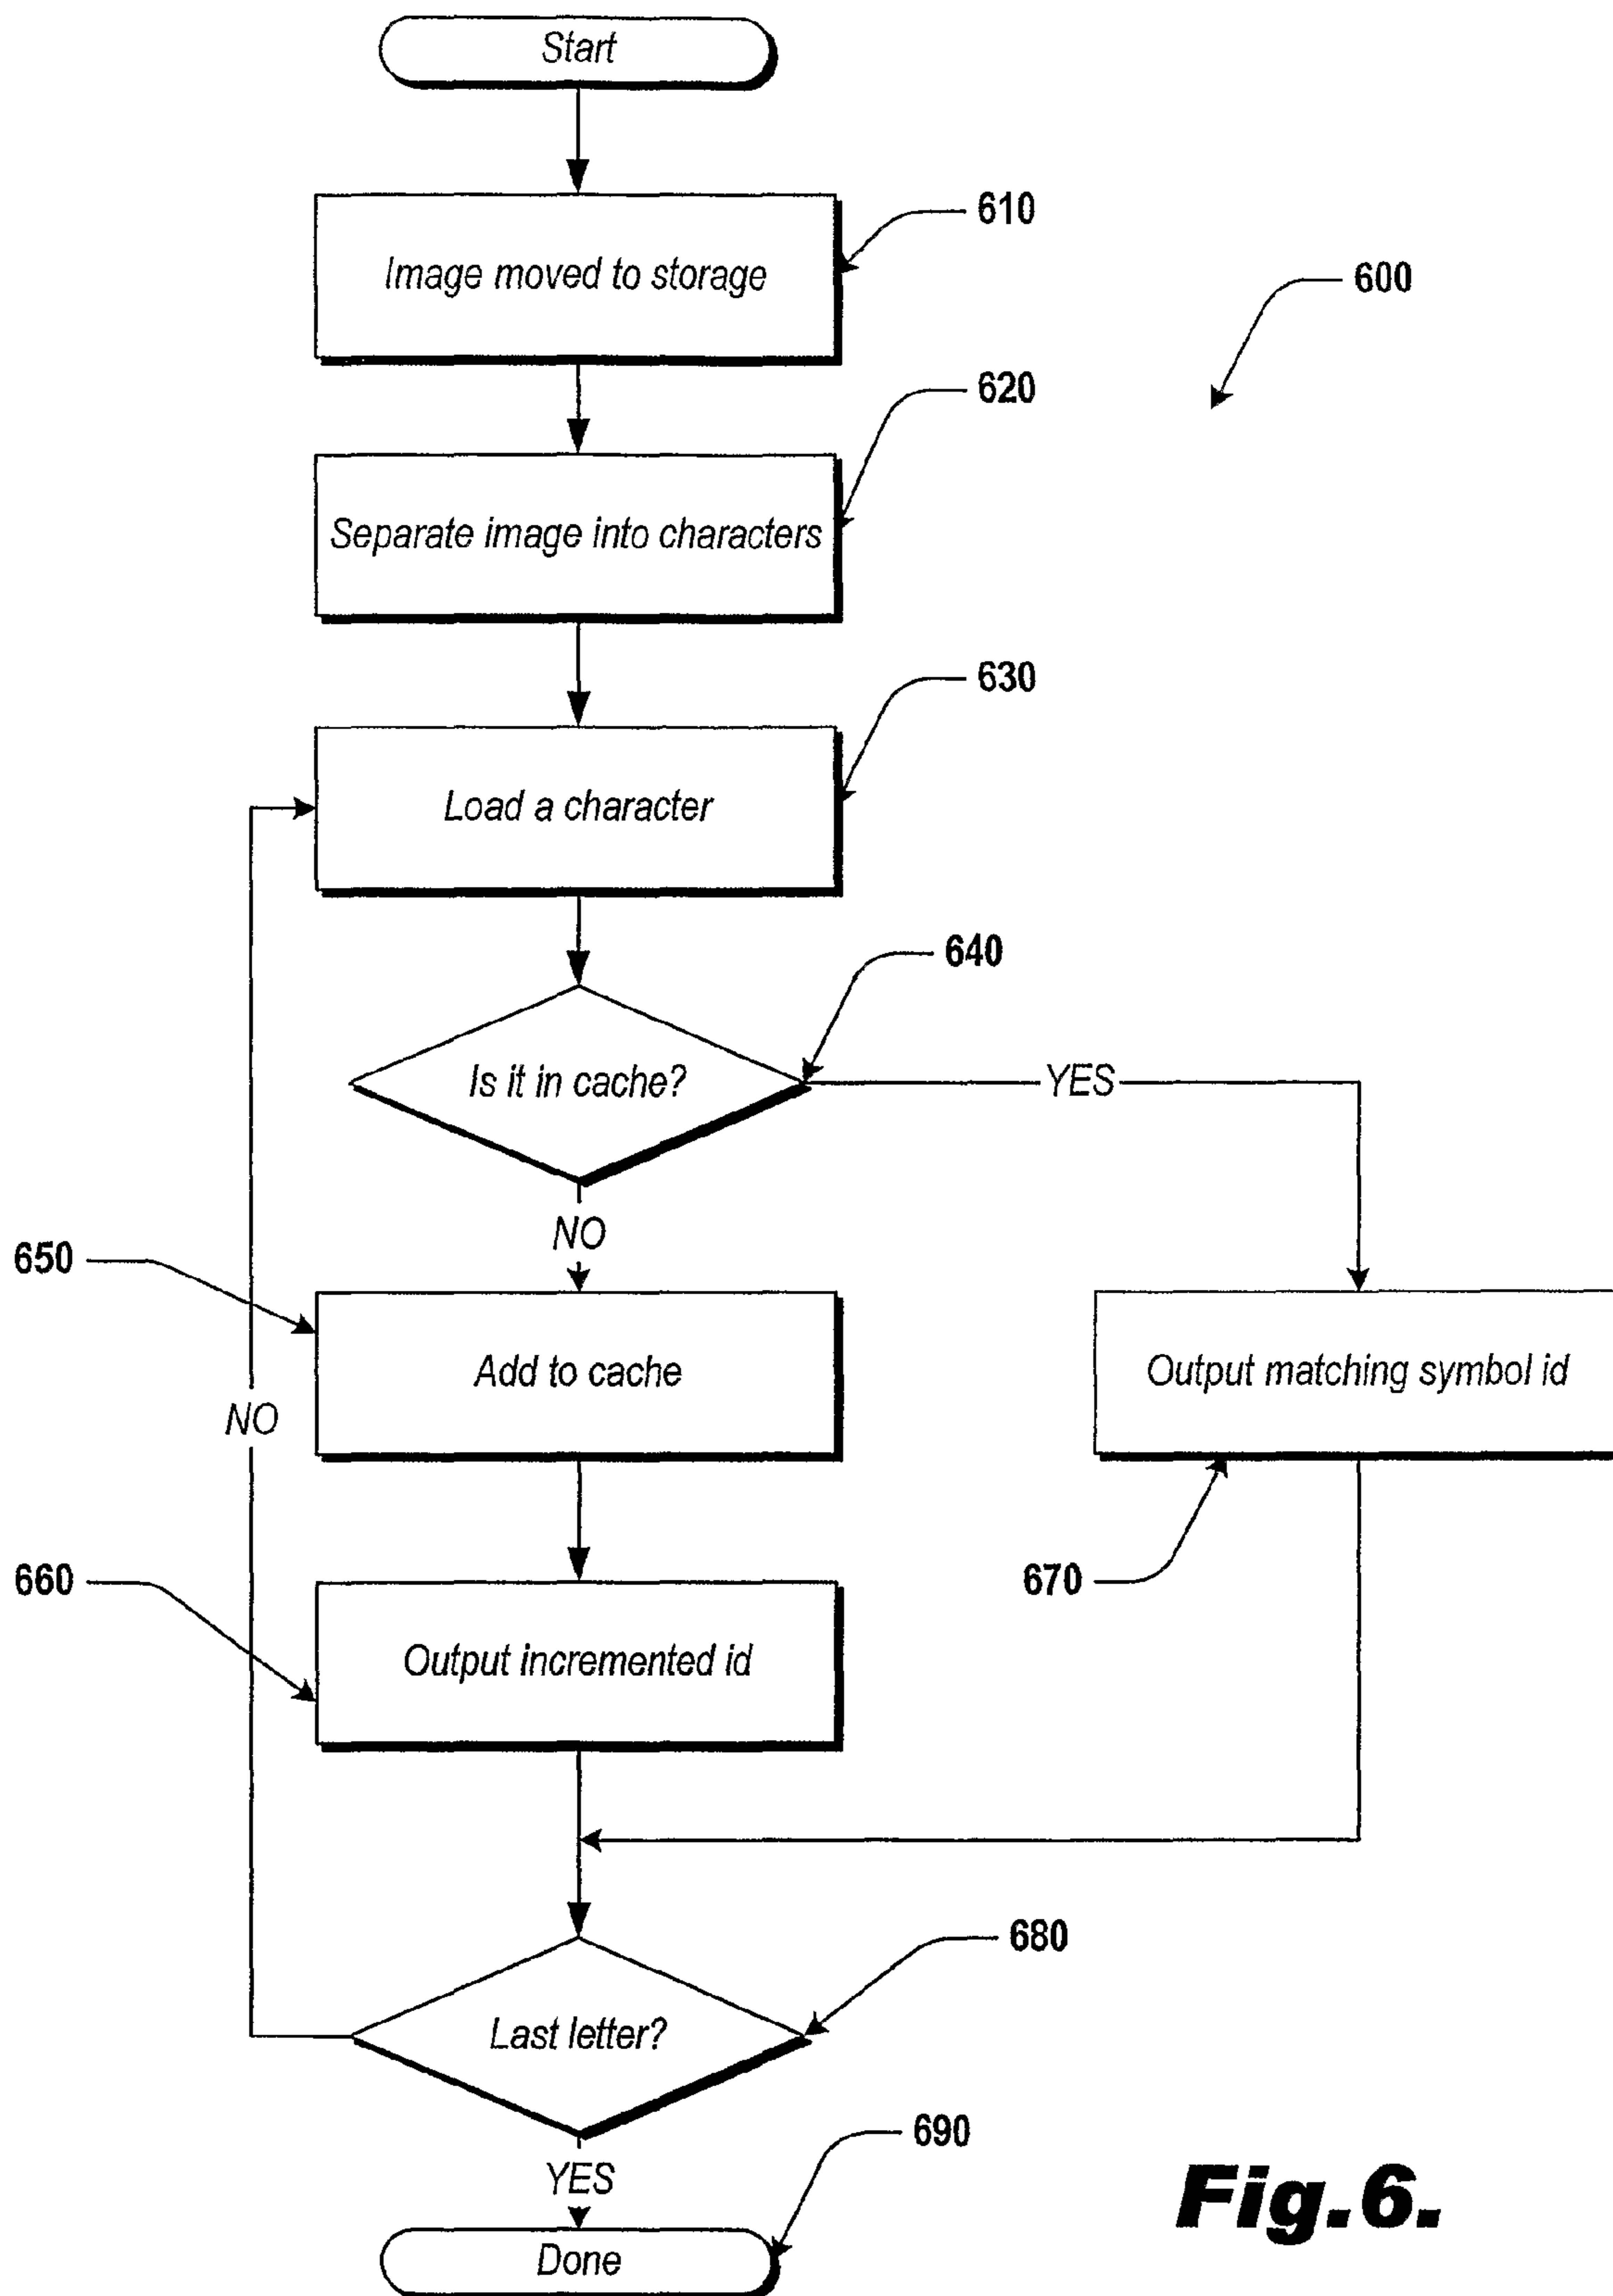 Start
610
Image moved to storage
600
620
Separate image into characters
630
Load a character
640
Is it in cache?
YES
NO
650
Add to cache
Output matching symbol id
NO
660
670
Output incremented id
680
Last letter?
690
YES
Done
Fig.6.